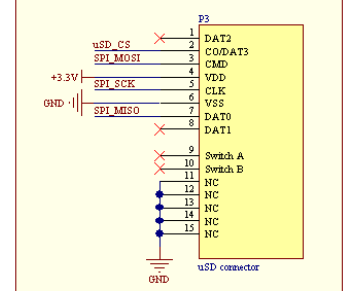 P3
1 DAT2
uSD_CS 2 CO/DAT3
SPI_MOSI 3 CMD
+3.3V 4 VDD
SPI_SCK 5 CLK
GND 6 VSS
SPI_MISO 7 DAT0
8 DAT1
9 Switch A
10 Switch B
11 NC
12 NC
13 NC
14 NC
15 NC
uSD connector
GND